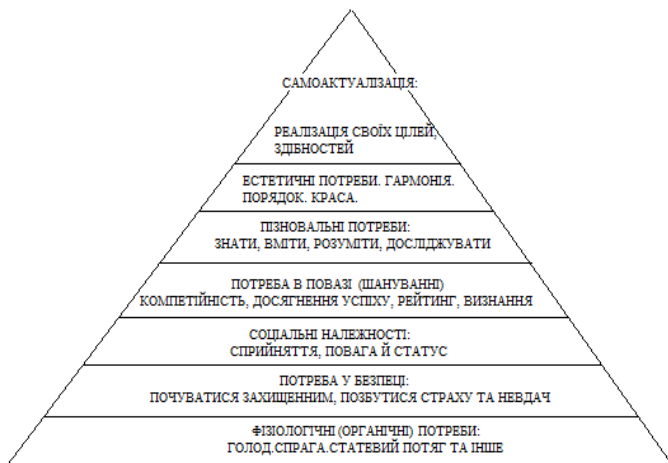 САМОАКТУАЛІЗАЦІЯ:
РЕАЛІЗАЦІЯ СВОЇХ ЦІЛЕЙ,
ЗДІБНОСТЕЙ
ЕСТЕТИЧНІ ПОТРЕБИ. ГАРМОНІЯ.
ПОРЯДОК. КРАСА.
ПІЗНОВАЛЬНІ ПОТРЕБИ:
ЗНАТИ, ВМІТИ, РОЗУМІТИ, ДОСЛІДЖУВАТИ
ПОТРЕБА В ПОВАЗІ (ШАНУВАННІ)
КОМПЕТІЙНІСТЬ, ДОСЯГНЕННЯ УСПІХУ, РЕЙТИНГ, ВИЗНАННЯ
СОЦІАЛЬНІ НАЛЕЖНОСТІ:
СПРИЙНЯТТЯ, ПОВАГА Й СТАТУС
ПОТРЕБА У БЕЗПЕЦІ:
ПОЧУВАТИСЯ ЗАХИЩЕННИМ, ПОЗБУТИСЯ СТРАХУ ТА НЕВДАЧ
ФІЗІОЛОГІЧНІ (ОРГАНІЧНІ) ПОТРЕБИ:
ГОЛОД.СПРАГА.СТАТЕВИЙ ПОТЯГ ТА ІНШЕ